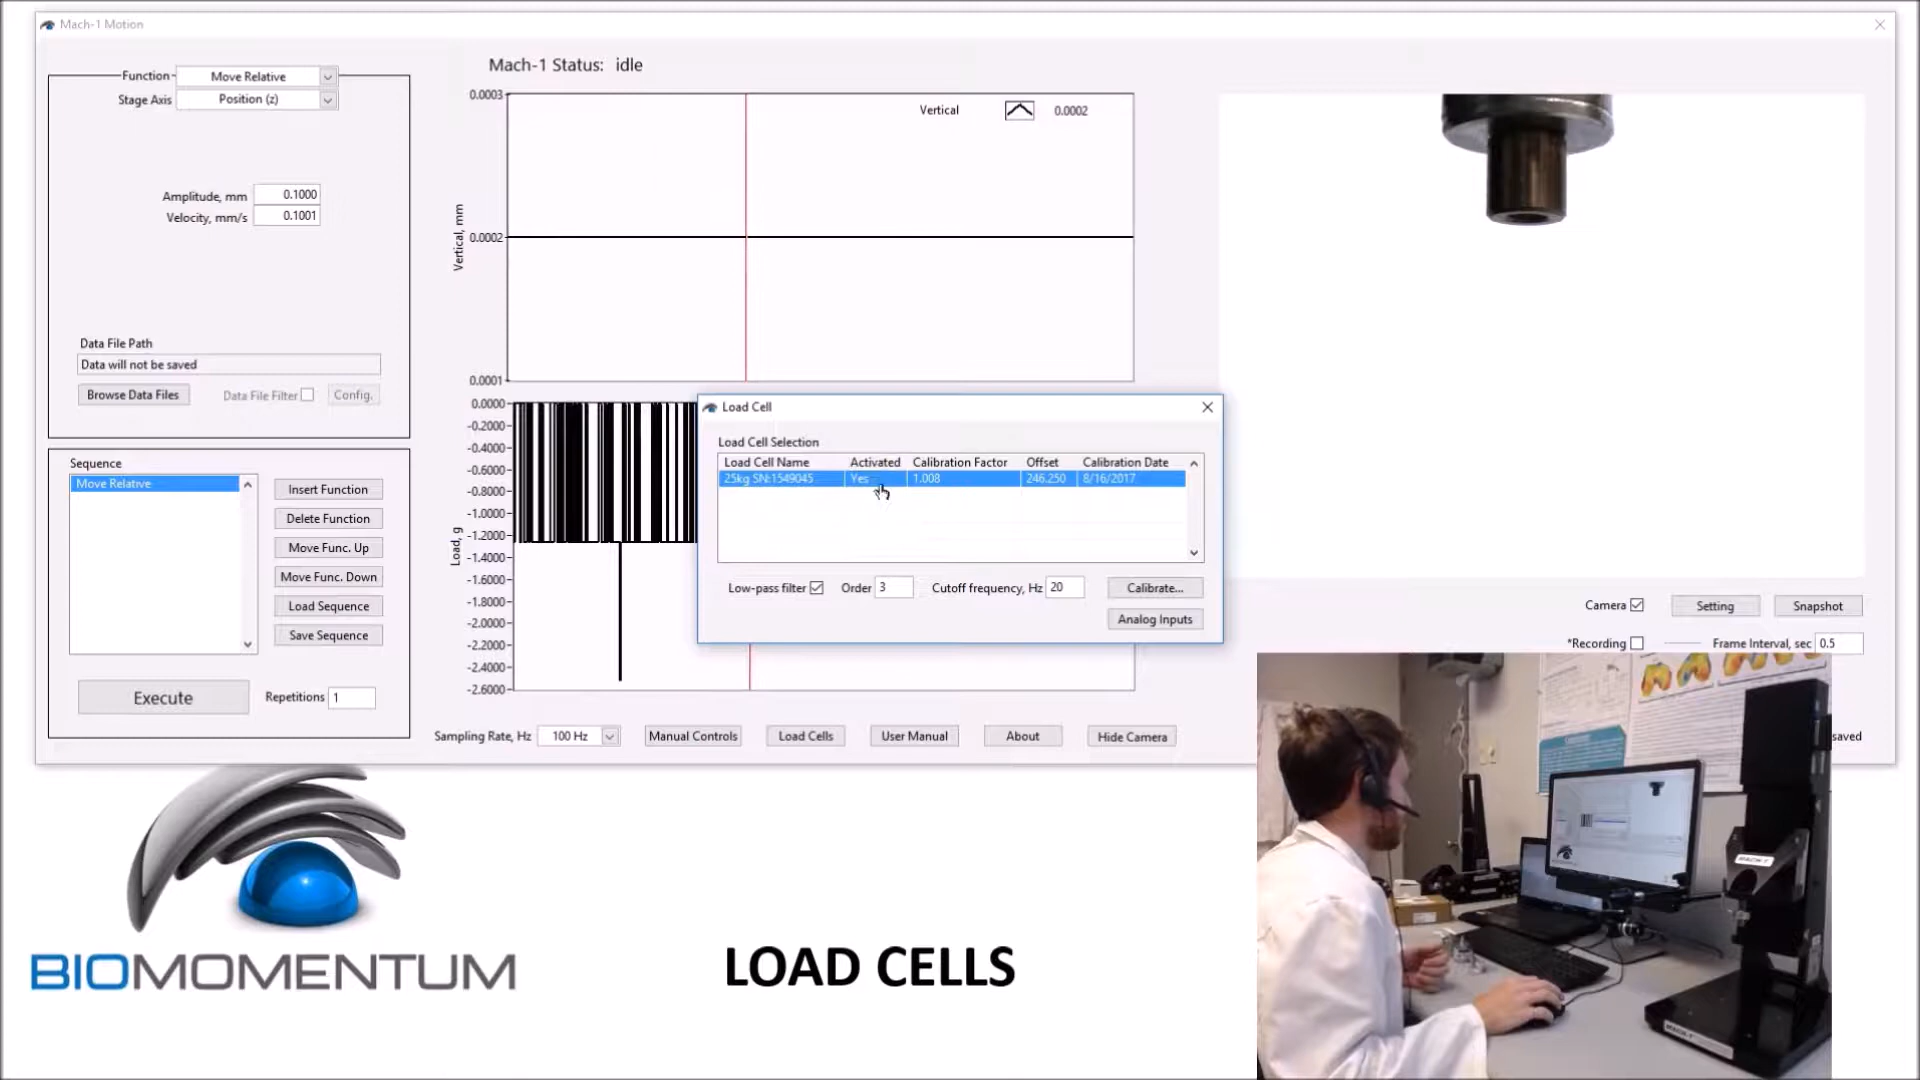 Mach-1 Motion
Function
Move Relative
Stage Axis
Position (z)
Amplitude, mm
0.1000
Velocity, mm/s
0.1001
Data File Path
Data will not be saved
Browse Data Files
Data File Filter
Config.
Sequence
Move Relative
Insert Function
Delete Function
Move Func. Up
Move Func. Down
Load Sequence
Save Sequence
Execute
Repetitions 1
Mach-1 Status: idle
0.0003
Vertical
0.0002
Vertical, mm
0.0002
0.0001
0.0000
-0.2000
-0.4000
-0.6000
-0.8000
-1.0000
-1.2000
-1.4000
-1.6000
-1.8000
-2.0000
-2.2000
-2.4000
-2.6000
Load, g
Load Cell
Load Cell Selection
Load Cell Name Activated Calibration Factor Offset Calibration Date
25kg SN:1549045 Yes 1.008 246.250 8/16/2017
Low-pass filter Order 3 Cutoff frequency, Hz 20 Calibrate...
Analog Inputs
Sampling Rate, Hz 100 Hz
Manual Controls
Load Cells
User Manual
About
Hide Camera
Camera
Setting
Snapshot
*Recording
Frame Interval, sec 0.5
saved
BIOMOMENTUM
LOAD CELLS
MACH-1